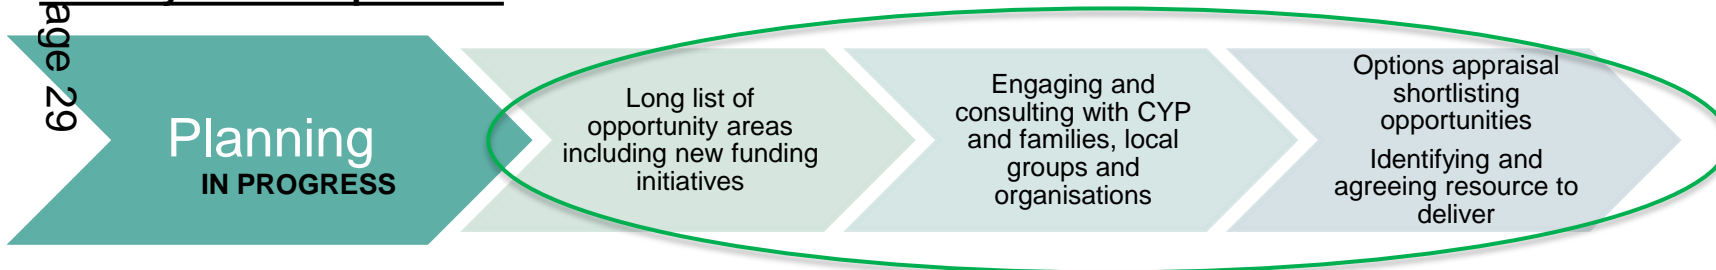 age 29
Planning
IN PROGRESS
Long list of
opportunity areas
including new funding
initiatives
Engaging and
consulting with CYP
and families, local
groups and
organisations
Options appraisal
shortlisting
opportunities
Identifying and
agreeing resource to
deliver